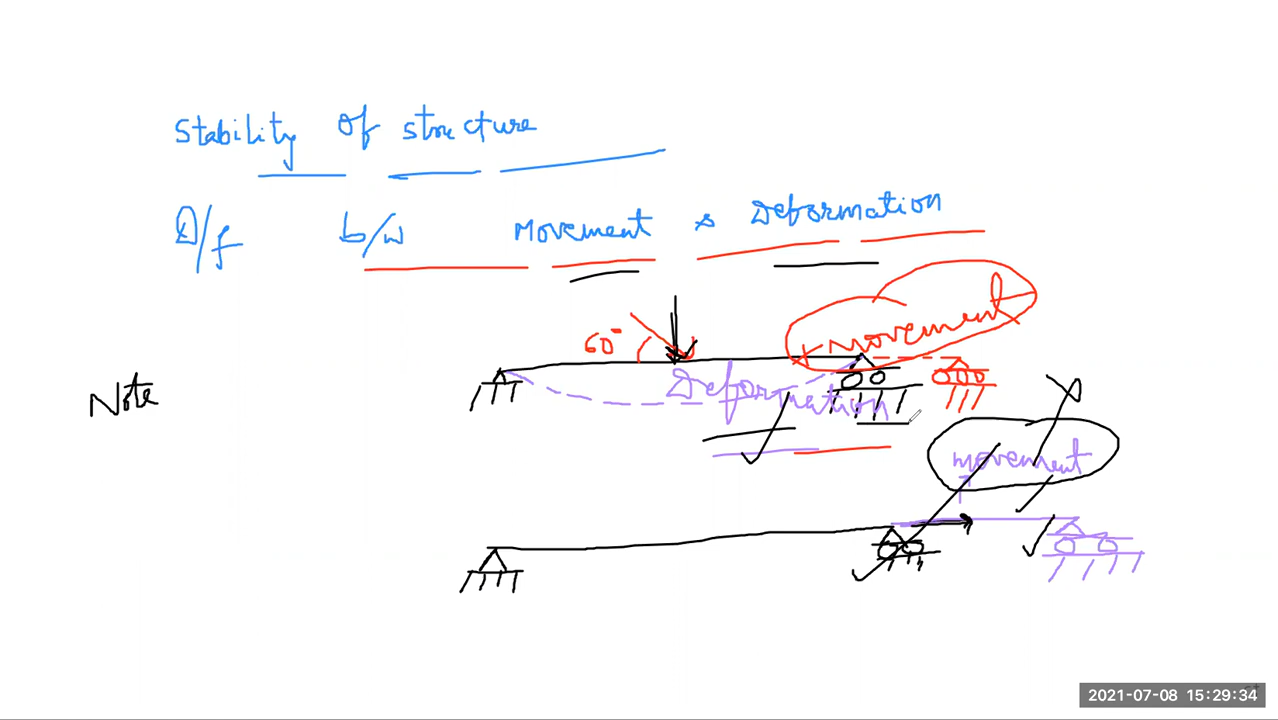 Stability of structure
D/f b/w Movement & Deformation
60° movement
Note Deformation
movement
2021-07-08 15:29:34